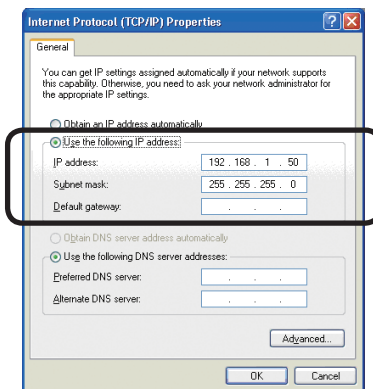 Internet Protocol (TCP/IP) Properties
General
You can get IP settings assigned automatically if your network supports
this capability. Otherwise, you need to ask your network administrator for
the appropriate IP settings.
Obtain an IP address automatically
Use the following IP address:
IP address: 192 . 168 . 1 . 50
Subnet mask: 255 . 255 . 255 . 0
Default gateway: . . .
Obtain DNS server address automatically
Use the following DNS server addresses:
Preferred DNS server: . . .
Alternate DNS server: . . .
Advanced...
OK Cancel